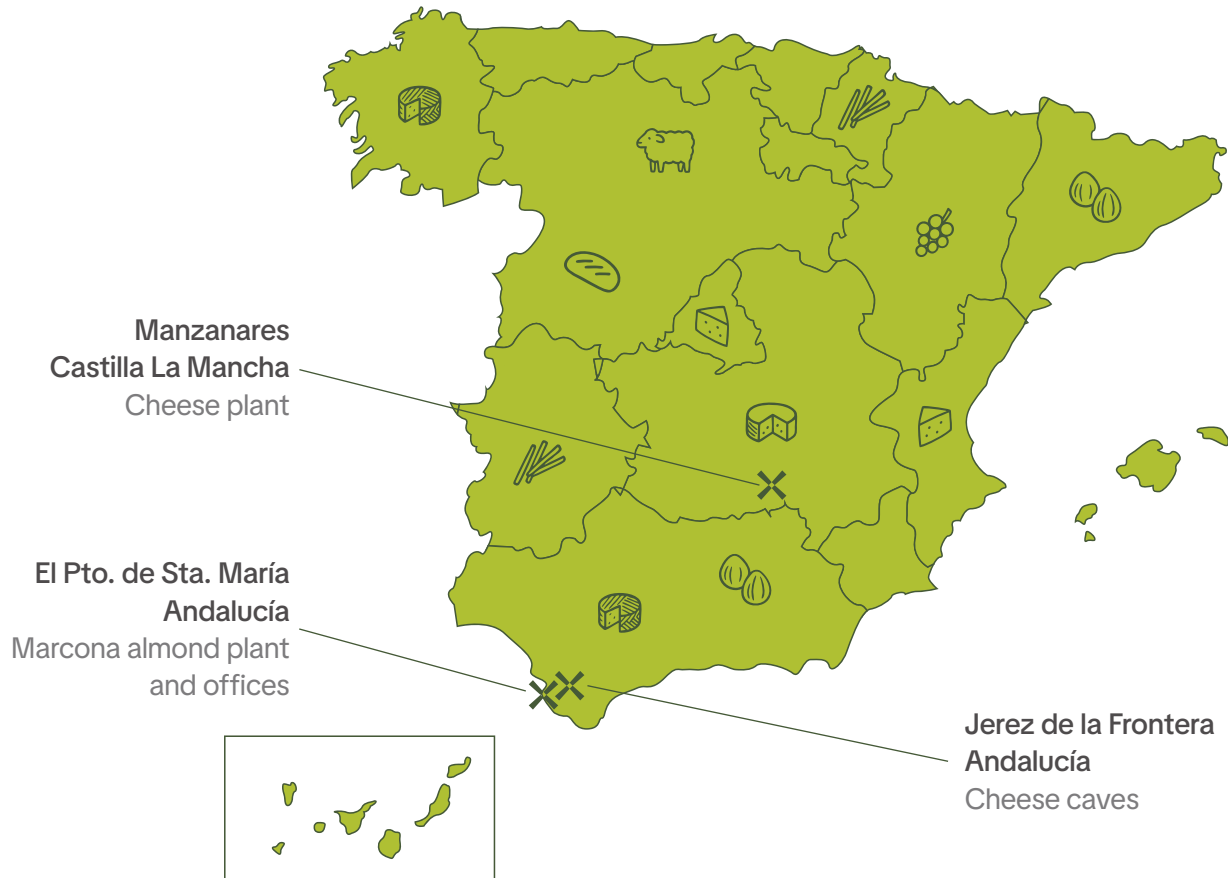 Manzanares
Castilla La Mancha
Cheese plant
El Pto. de Sta. María
Andalucía
Marcona almond plant
and offices
Jerez de la Frontera
Andalucía
Cheese caves